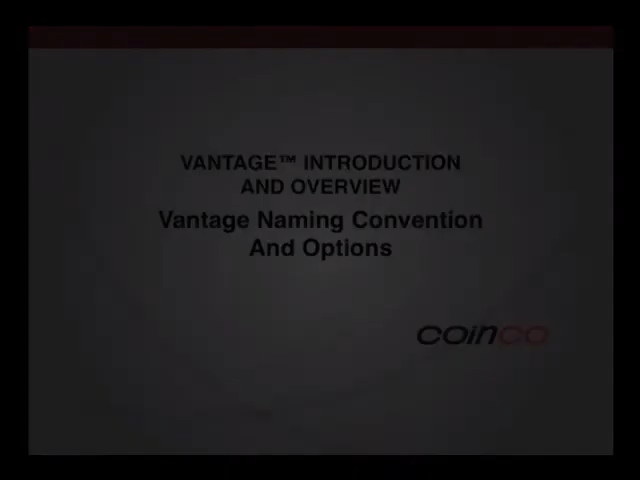 VANTAGE™ INTRODUCTION
AND OVERVIEW
Vantage Naming Convention
And Options
COINCO